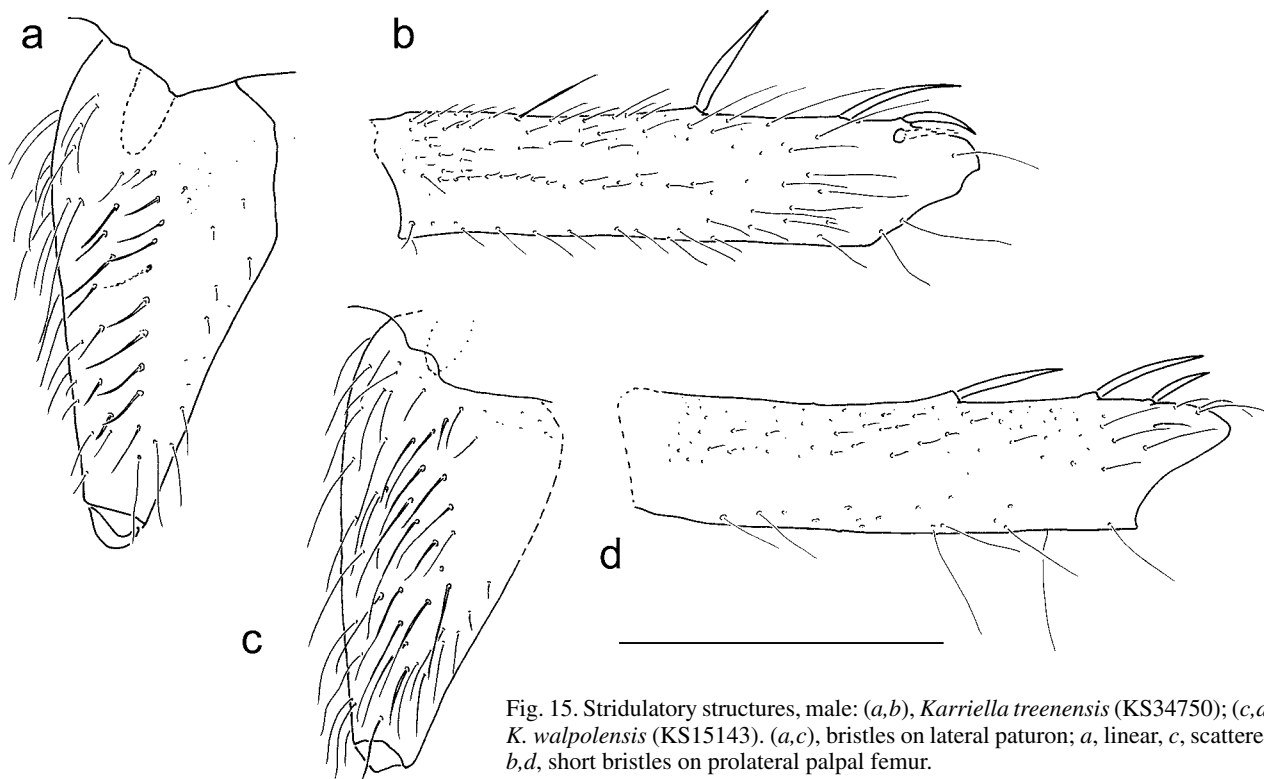 a
b
c
d
Fig. 15. Stridulatory structures, male: (a,b), Karriella treenensis (KS34750); (c,d
K. walpolensis (KS15143). (a,c), bristles on lateral paturon; a, linear, c, scattere
b,d, short bristles on prolateral palpal femur.